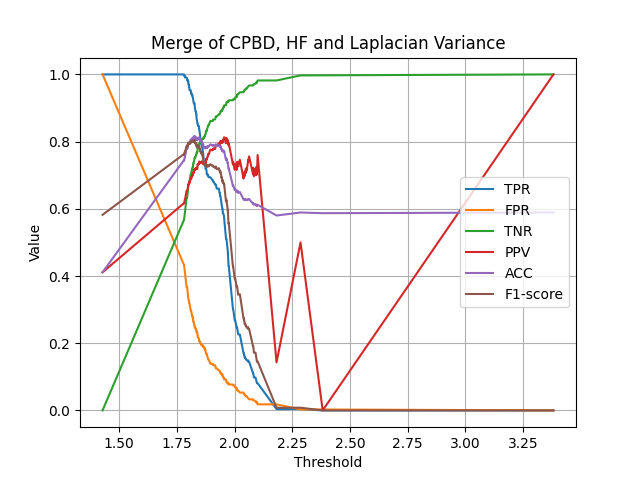 Merge of CPBD, HF and Laplacian Variance
1.0
0.8
0.6
0.4
0.2
0.0
Value
TPR
FPR
TNR
PPV
ACC
F1-score
1.50
1.75
2.00
2.25
2.50
2.75
3.00
3.25
Threshold